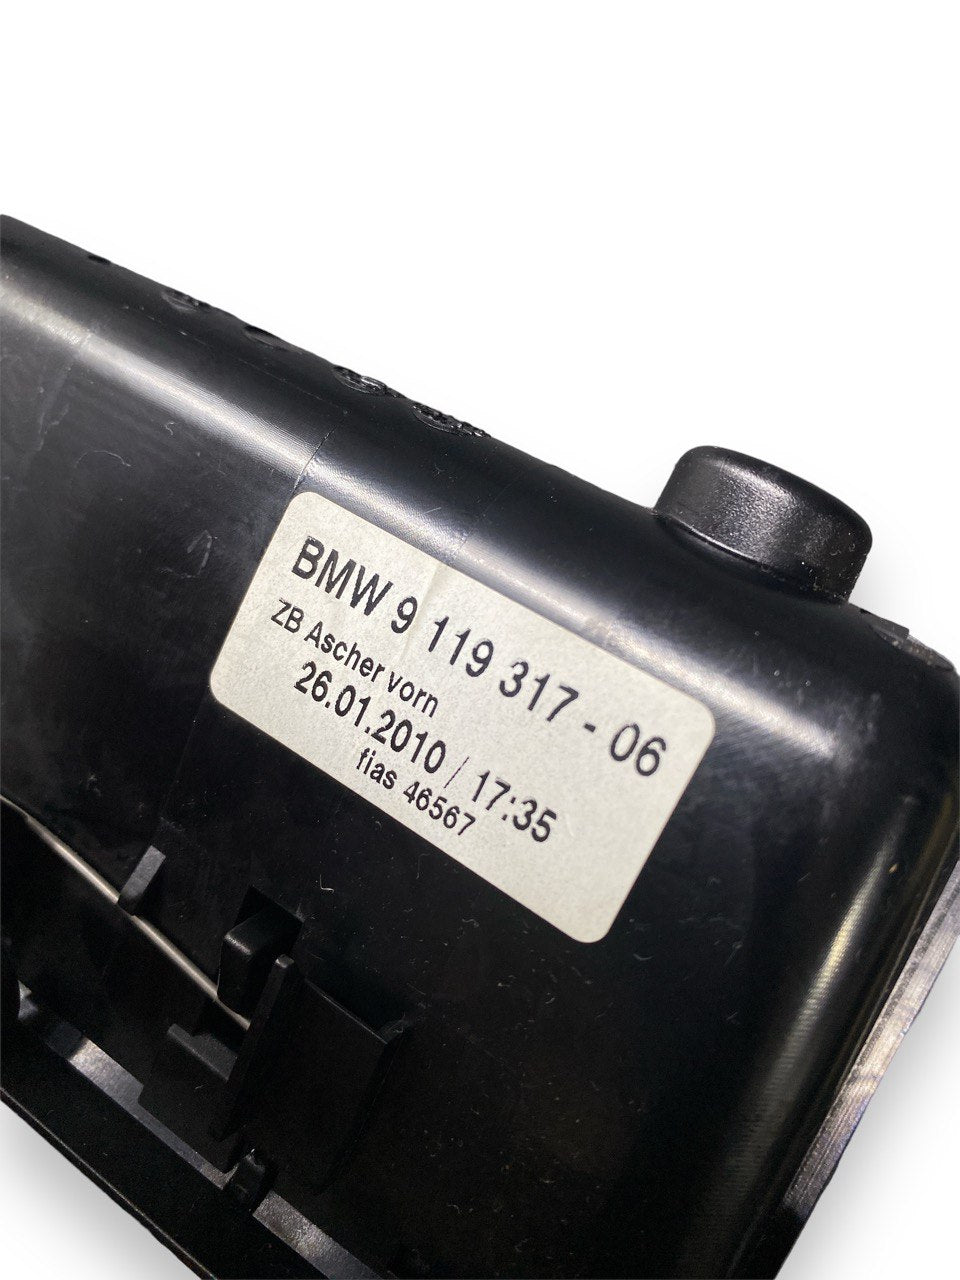 BMW 9 119 317 - 06
ZB Ascher vorn
26.01.2010 / 17:35
fias 46567